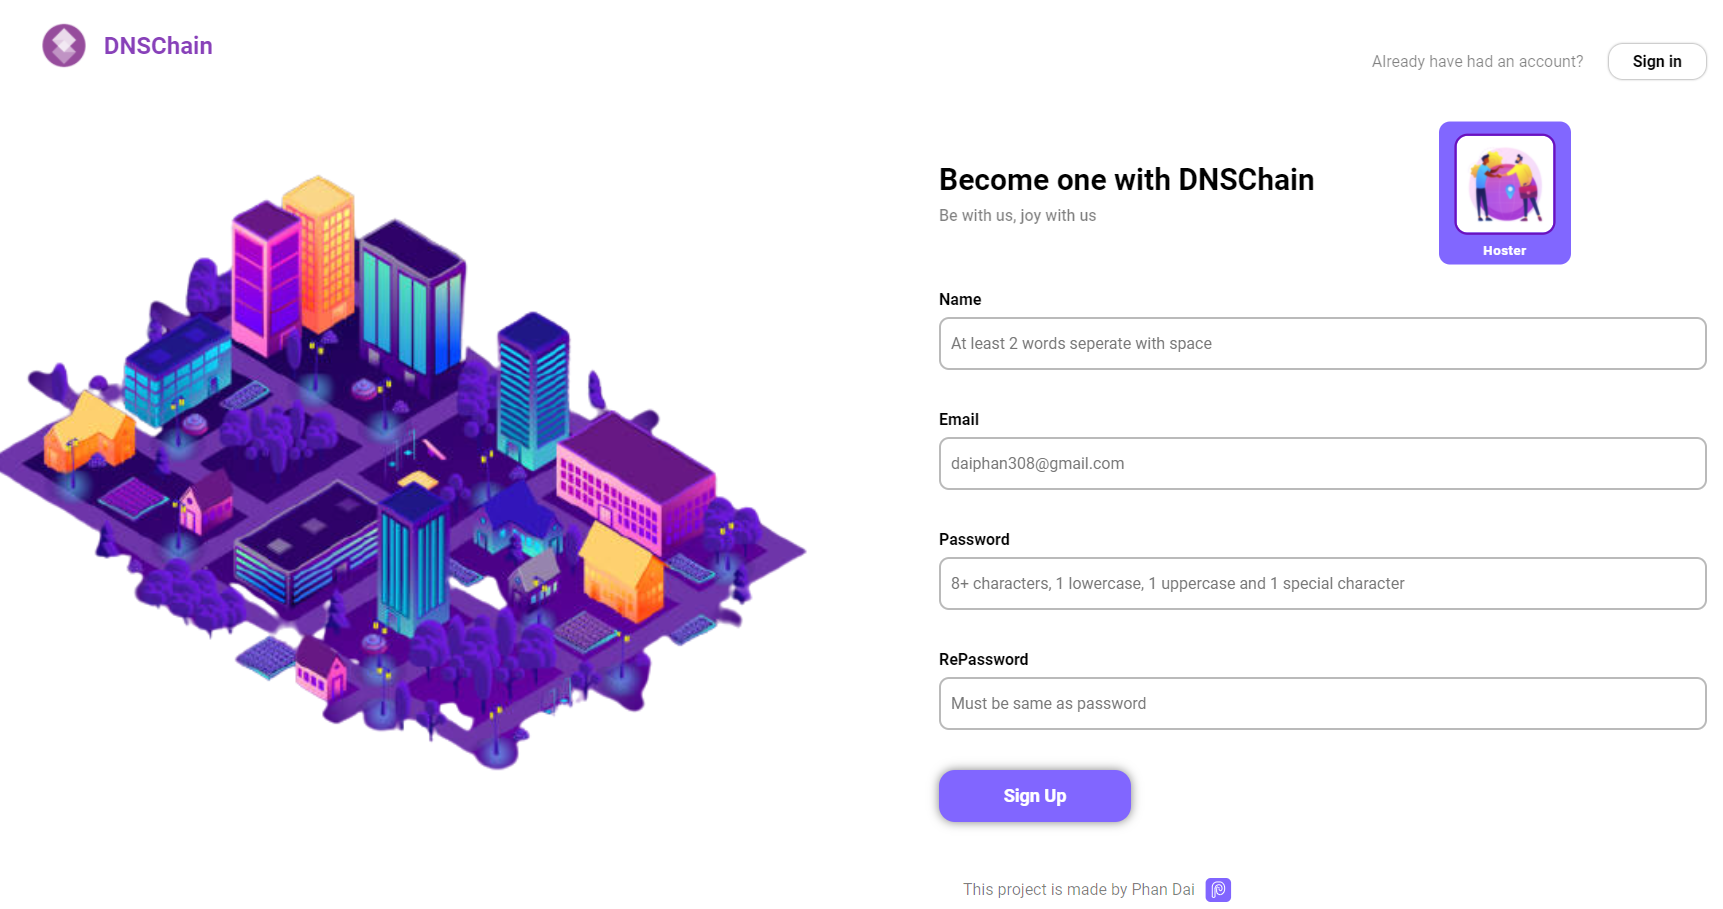 DNSChain
Already have had an account?
Sign in
Become one with DNSChain
Be with us, joy with us
Hoster
Name
At least 2 words seperate with space
Email
daiphan308@gmail.com
Password
8+ characters, 1 lowercase, 1 uppercase and 1 special character
RePassword
Must be same as password
Sign Up
This project is made by Phan Dai